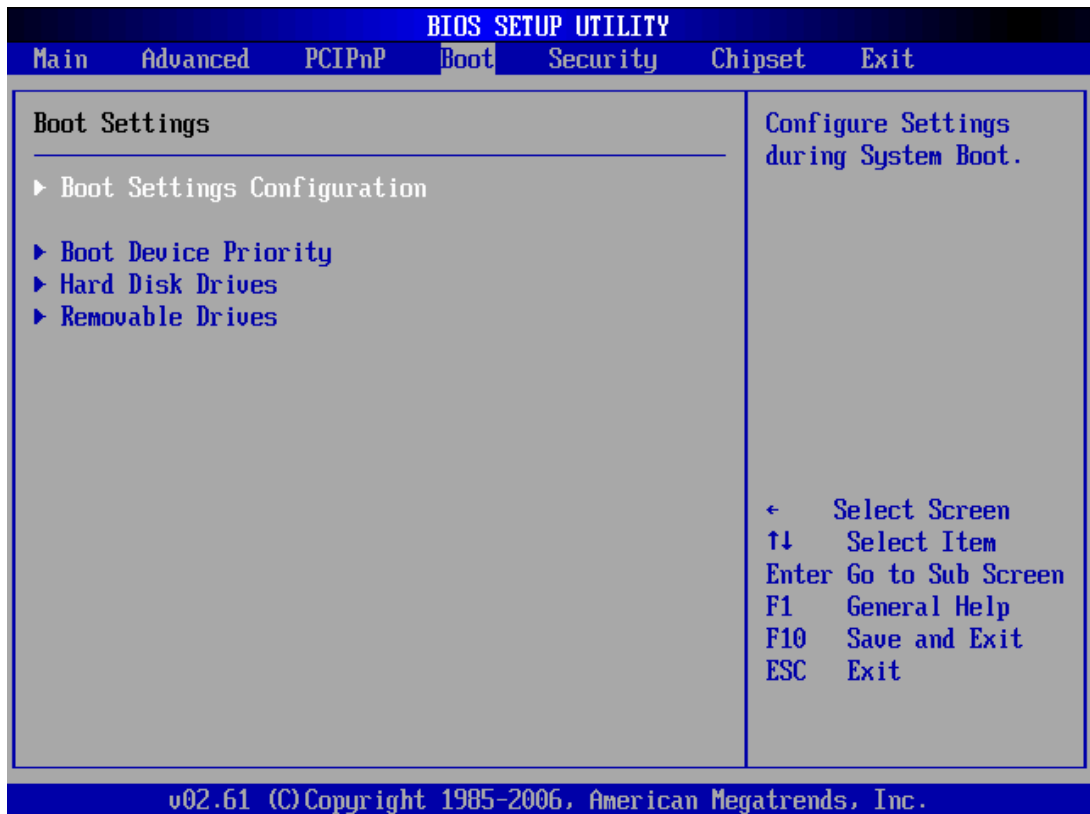 BIOS SETUP UTILITY
Main Advanced PCIPnP Boot Security Chipset Exit
Boot Settings
▶ Boot Settings Configuration
▶ Boot Device Priority
▶ Hard Disk Drives
▶ Removable Drives
Configure Settings
during System Boot.
← Select Screen
↑↓ Select Item
Enter Go to Sub Screen
F1 General Help
F10 Save and Exit
ESC Exit
v02.61 (C)Copyright 1985-2006, American Megatrends, Inc.